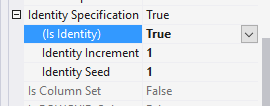 Identity Specification True
(Is Identity) True
Identity Increment 1
Identity Seed 1
Is Column Set False